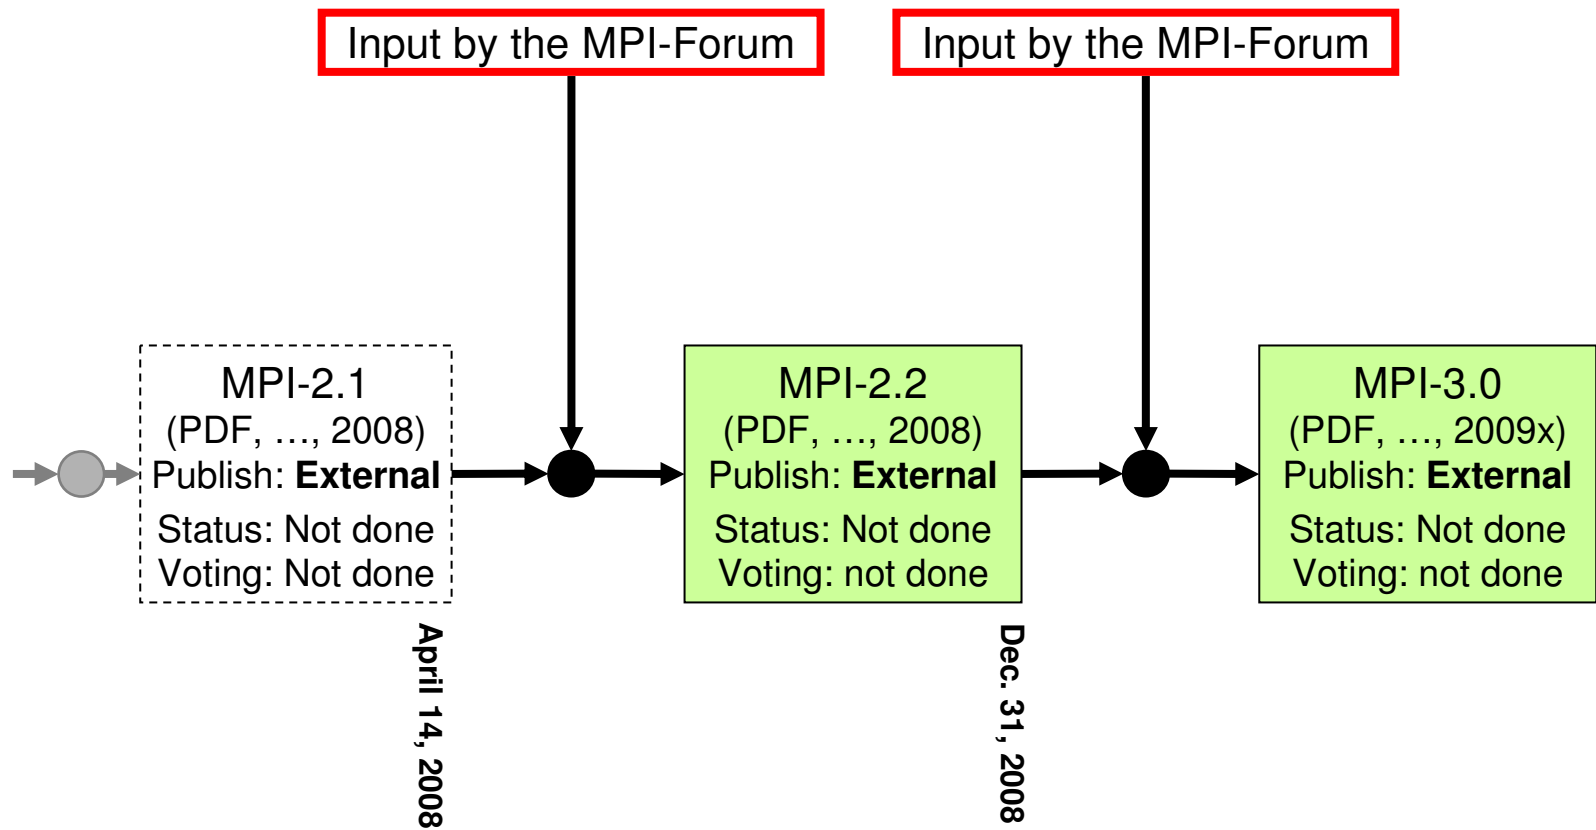 Input by the MPI-Forum
Input by the MPI-Forum
MPI-2.1
(PDF, …, 2008)
Publish: External
Status: Not done
Voting: Not done
MPI-2.2
(PDF, …, 2008)
Publish: External
Status: Not done
Voting: not done
MPI-3.0
(PDF, …, 2009x)
Publish: External
Status: Not done
Voting: not done
April 14, 2008
Dec. 31, 2008